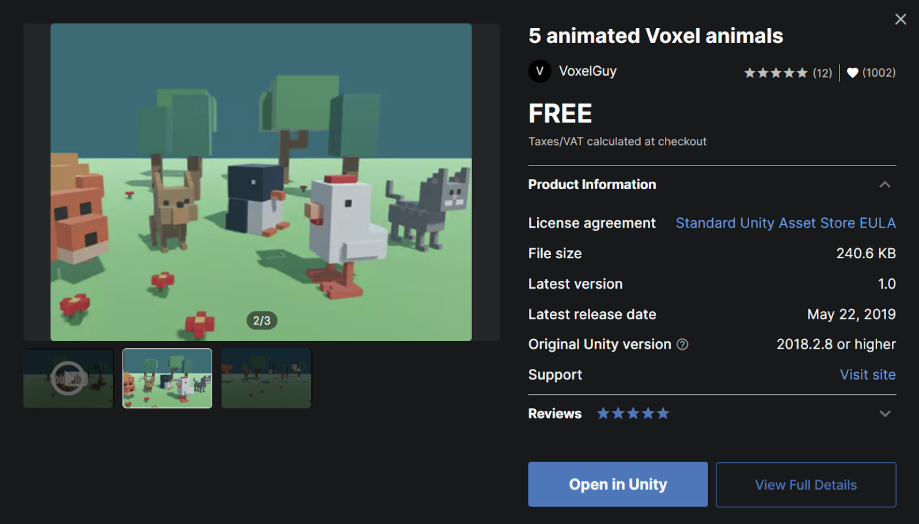 5 animated Voxel animals
V VoxelGuy
(12) (1002)
FREE
Taxes/VAT calculated at checkout
Product Information
License agreement Standard Unity Asset Store EULA
File size 240.6 KB
Latest version 1.0
Latest release date May 22, 2019
Original Unity version ? 2018.2.8 or higher
Support Visit site
Reviews
Open in Unity View Full Details
2/3